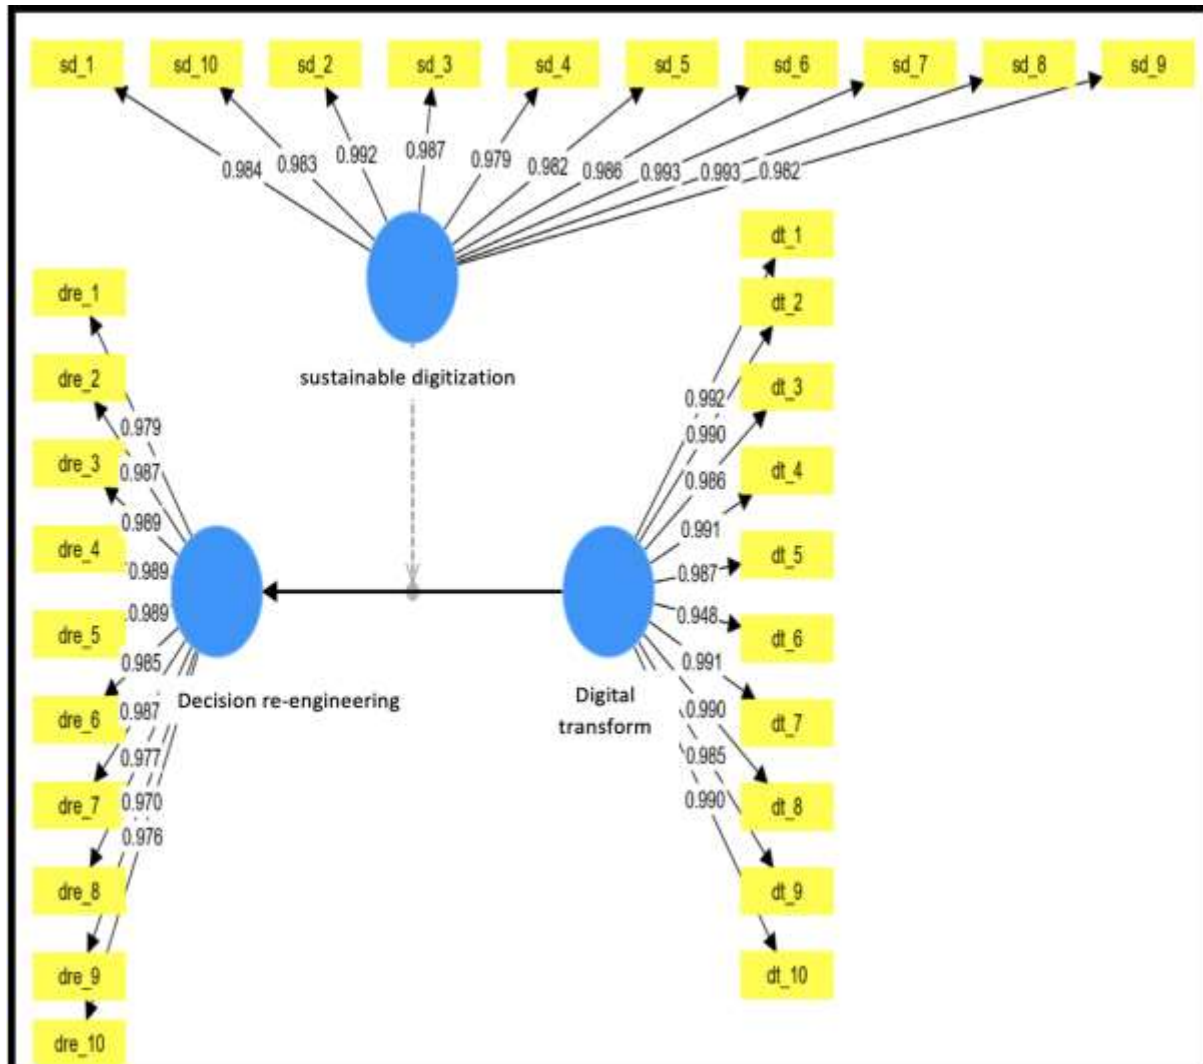 sd_1 sd_10 sd_2 sd_3 sd_4 sd_5 sd_6 sd_7 sd_8 sd_9
0.984 0.983 0.992 0.987 0.979 0.982 0.986 0.993 0.993 0.982
sustainable digitization
dre_1
dre_2
dre_3
dre_4
dre_5
dre_6
dre_7
dre_8
dre_9
dre_10
0.979
0.987
0.989
0.989
0.989
0.985
0.987
0.977
0.970
0.976
Decision re-engineering
Digital
transform
0.992
0.990
0.986
0.991
0.987
0.948
0.991
0.990
0.985
0.990
dt_1
dt_2
dt_3
dt_4
dt_5
dt_6
dt_7
dt_8
dt_9
dt_10